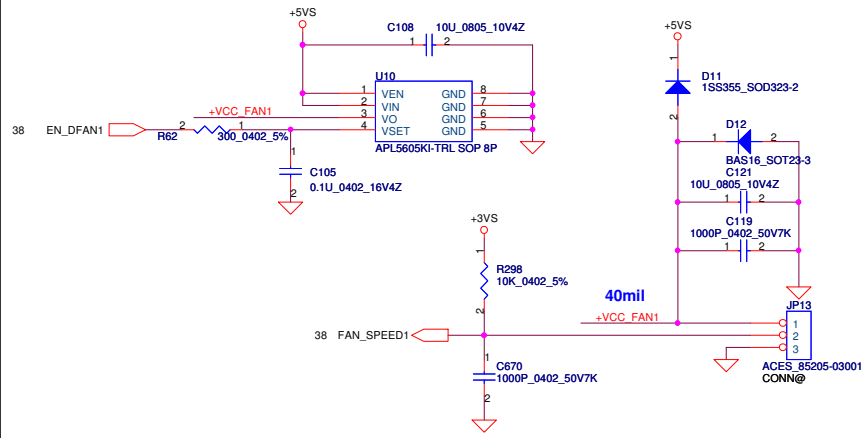 +5VS
C108 10U_0805_10V4Z
1 2
U10
1 VEN GND 8
2 VIN GND 7
3 VO GND 6
4 VSET GND 5
APL5605KI-TRL SOP 8P
+VCC_FAN1
38 EN_DFAN1
2 1
R62 300_0402_5%
1
C105
0.1U_0402_16V4Z
2
+5VS
1
D11
1SS355_SOD323-2
2
D12
1 2
BAS16_SOT23-3
C121
10U_0805_10V4Z
1 2
C119
1000P_0402_50V7K
1 2
+3VS
1
R298
10K_0402_5%
2
40mil
+VCC_FAN1
JP13
1
2
3
ACES_85205-03001
CONN@
38 FAN_SPEED1
1
C670
1000P_0402_50V7K
2